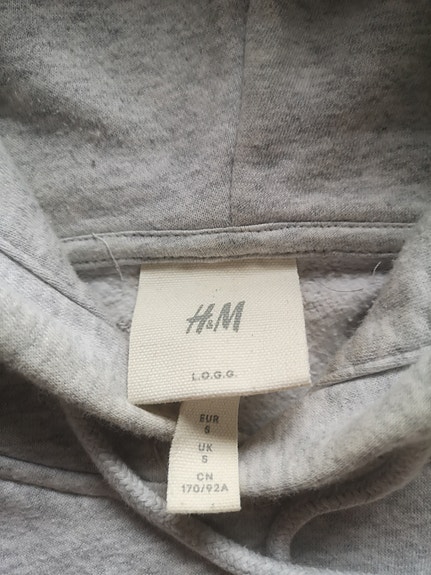 H&M
L.O.G.G.
EUR
S
UK
S
CN
170/92A